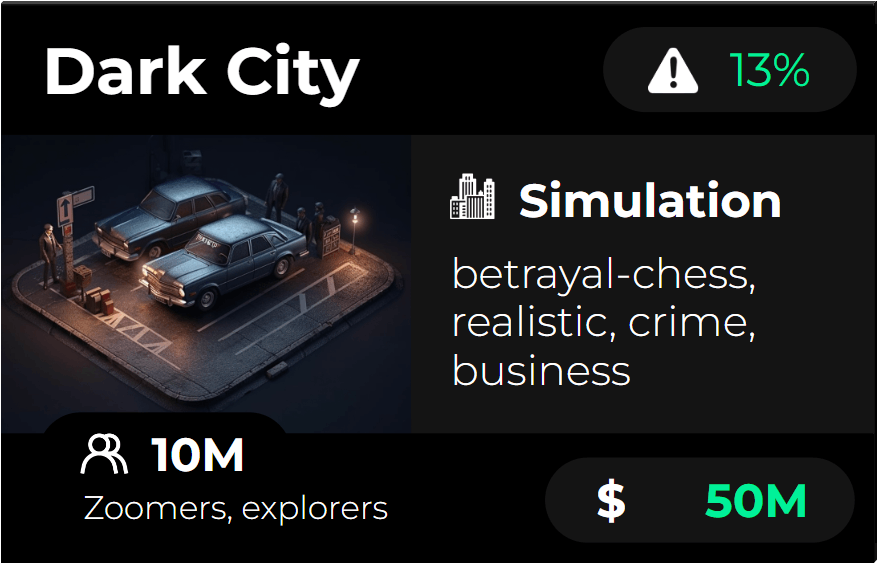 Dark City
13%
Simulation
betrayal-chess,
realistic, crime,
business
10M
Zoomers, explorers
$ 50M